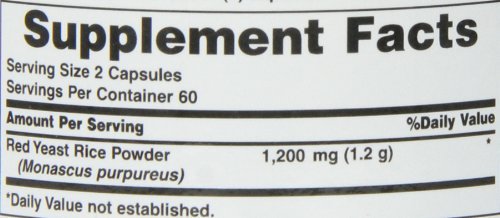 Supplement Facts
Serving Size 2 Capsules
Servings Per Container 60
Amount Per Serving %Daily Value
Red Yeast Rice Powder 1,200 mg (1.2 g) *
(Monascus purpureus)
*Daily Value not established.